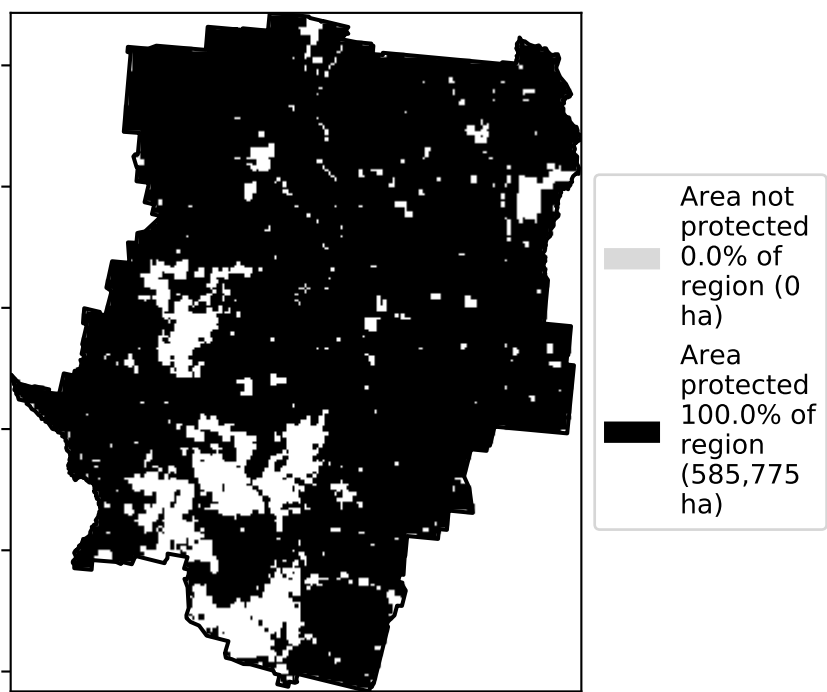 Area not
protected
0.0% of
region (0
ha)
Area
protected
100.0% of
region
(585,775
ha)